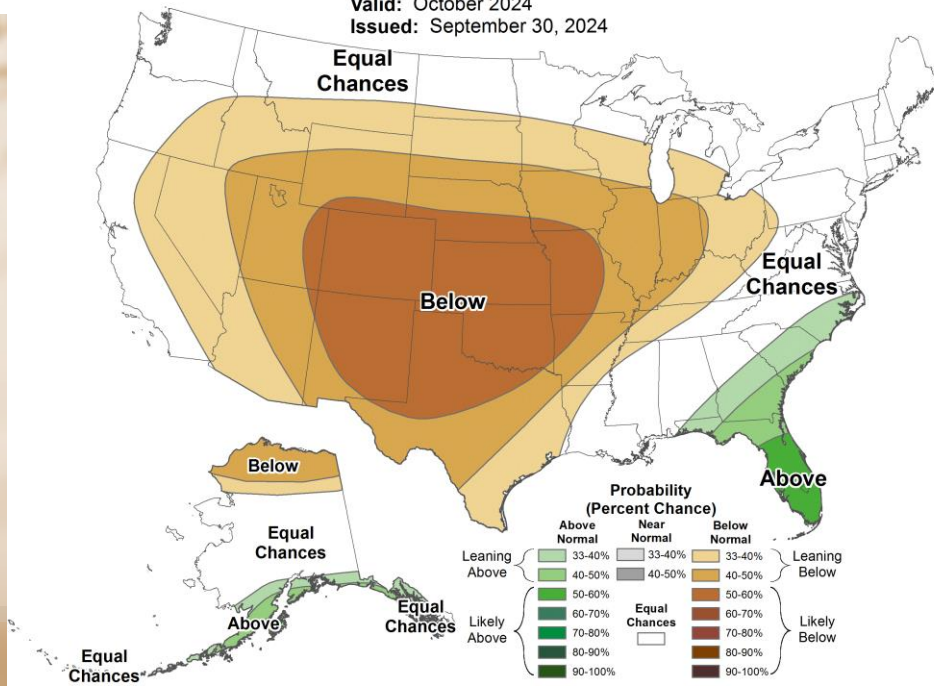 Valid: October 2024
Issued: September 30, 2024
Equal
Chances
Equal
Chances
Below
Above
Below
Equal
Chances
Above
Equal
Chances
Equal
Chances
Probability
(Percent Chance)
Above
Normal
Near
Normal
Below
Normal
Leaning
Above
33-40%
33-40%
33-40%
Leaning
Below
40-50%
40-50%
40-50%
Likely
Above
50-60%
50-60%
Likely
Below
60-70%
60-70%
70-80%
70-80%
80-90%
80-90%
90-100%
90-100%
Equal
Chances